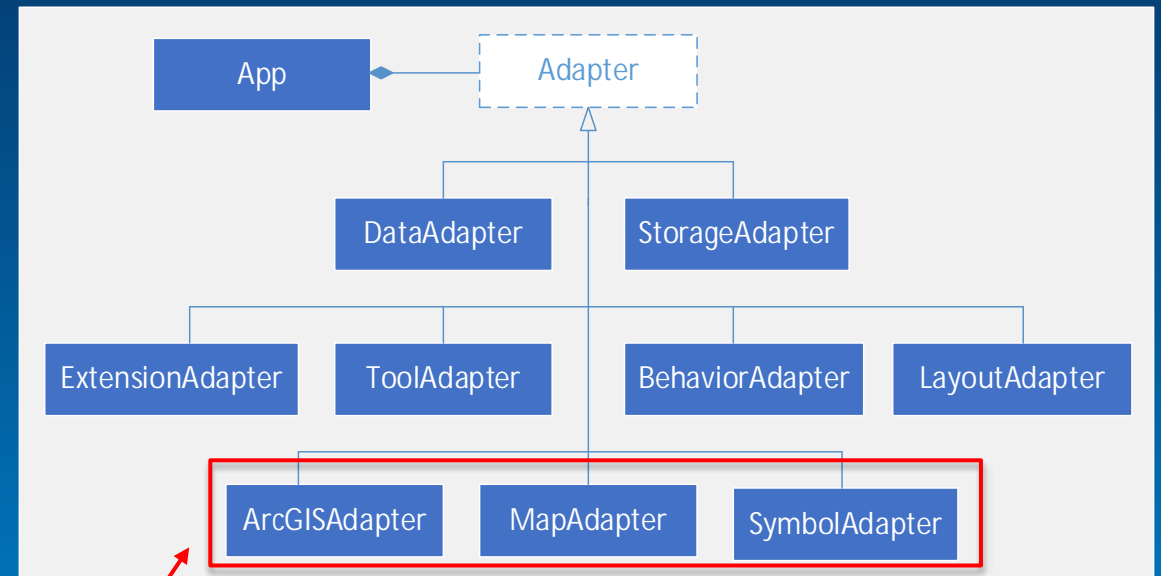 App
Adapter
DataAdapter
StorageAdapter
ExtensionAdapter
ToolAdapter
BehaviorAdapter
LayoutAdapter
ArcGISAdapter
MapAdapter
SymbolAdapter